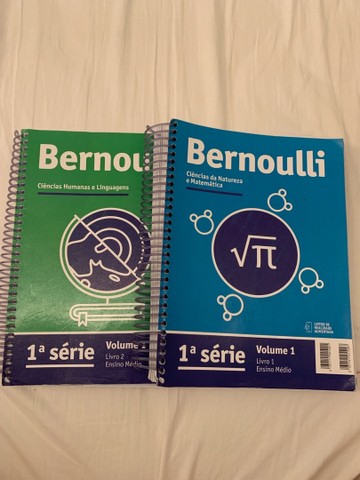 Bernou
Ciências Humanas e Linguagens
1ª série
Volume 1
Livro 2
Ensino Médio
Bernoulli
Ciências da Natureza
e Matemática
√π
1ª série
Volume 1
Livro 1
Ensino Médio